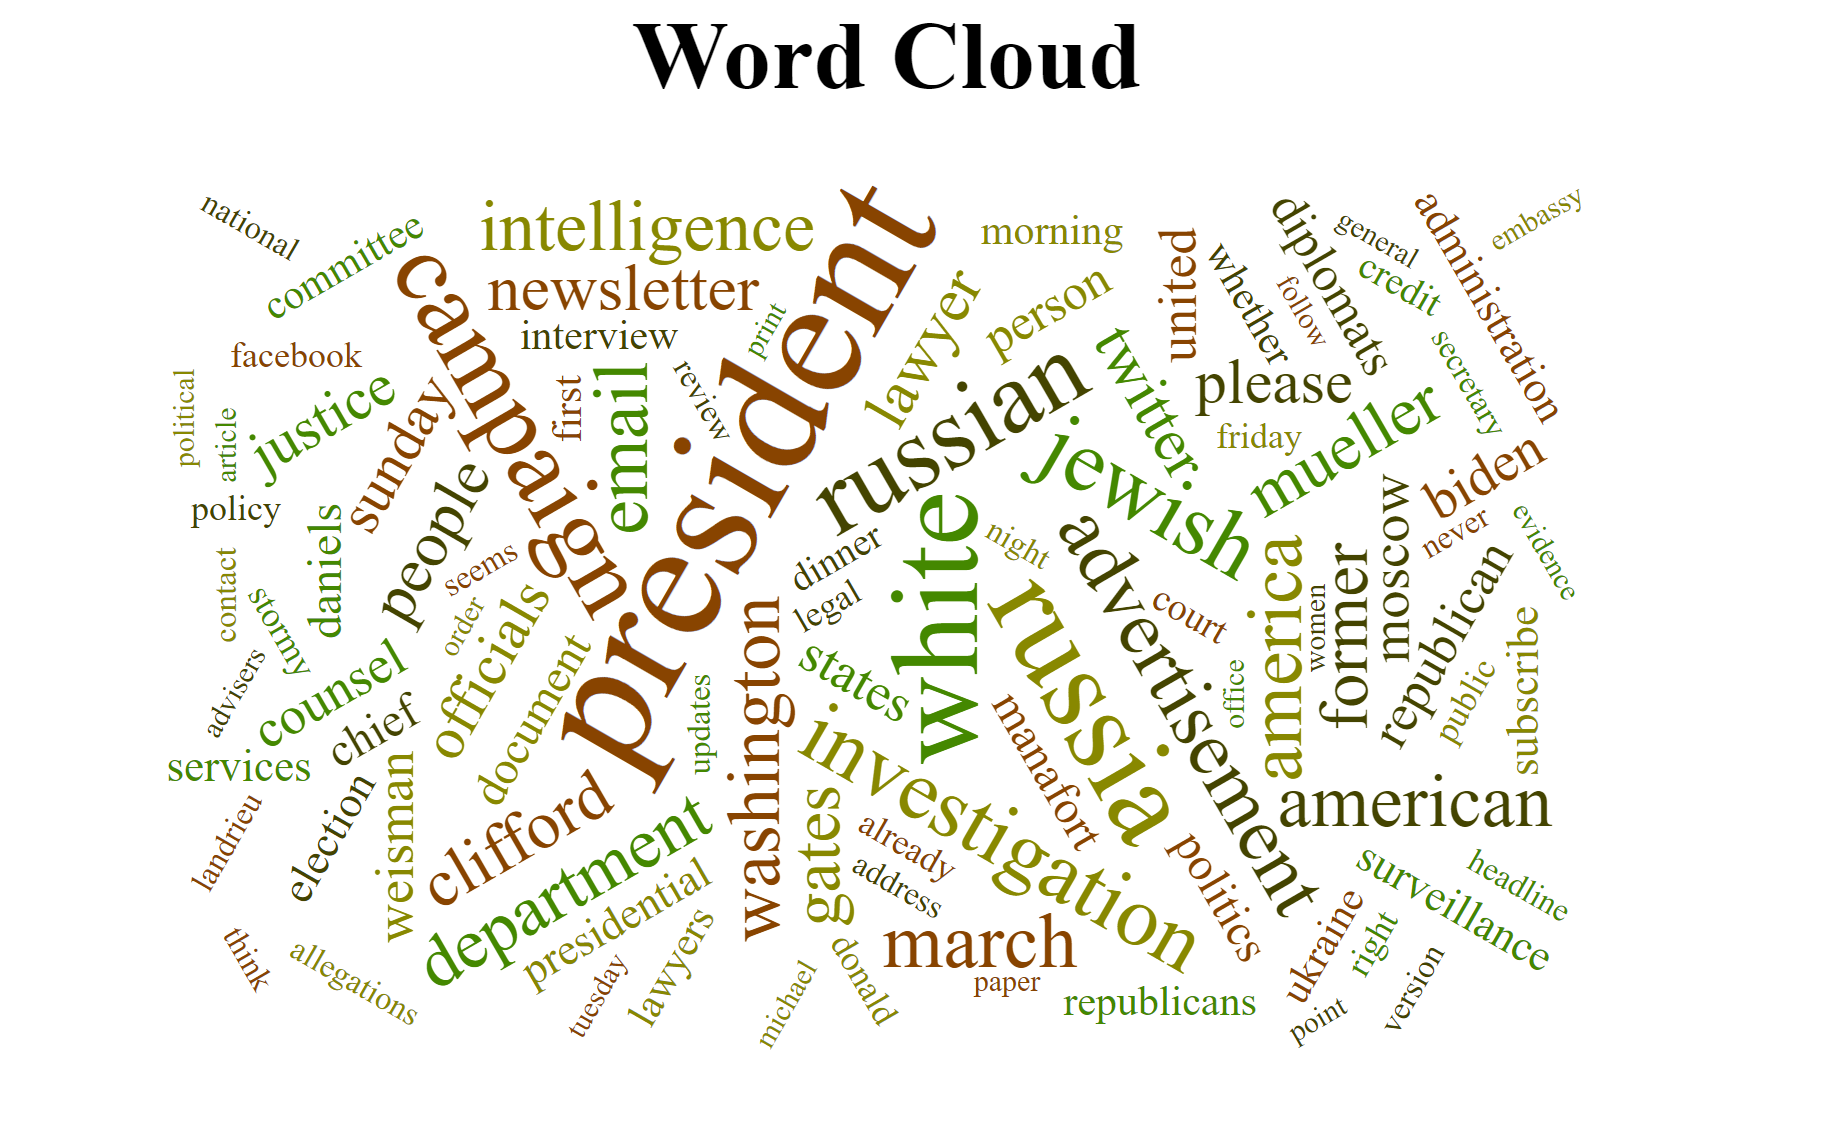 Word Cloud
national
committee
intelligence
president
morning
diplomats
general
administration
embassy
campaign
newsletter
interview
print
lawyer
person
united
whether
follow
credit
facebook
justice
sunday
first
email
review
russian
twitter
please
friday
mueller
secretary
political
article
people
jewish
biden
never
evidence
policy
daniels
seems
dinner
white
night
advertisement
america
former
moscow
republican
contact
stormy
order
officials
legal
russia
court
women
subscribe
advisers
counsel
chief
document
updates
washington
states
manafort
office
public
services
election
weisman
clifford
department
gates
investigation
american
landrieu
presidential
already
address
politics
surveillance
headline
think
allegations
tuesday
lawyers
michael
donald
march
paper
republicans
ukraine
right
point
version